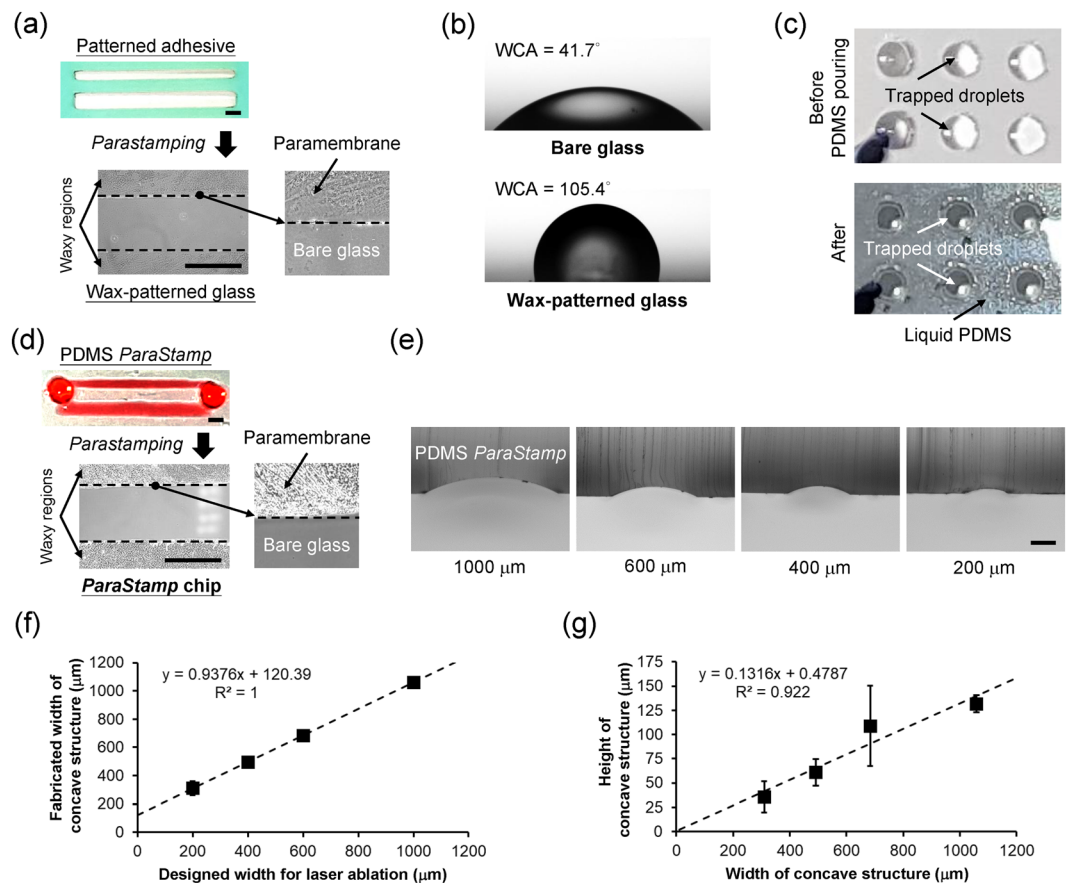 (a)
Patterned adhesive
Parastamping
Paramembrane
Waxy regions
Bare glass
Wax-patterned glass
(b)
WCA = 41.7°
Bare glass
WCA = 105.4°
Wax-patterned glass
(c)
Before
PDMS pouring
Trapped droplets
After
Trapped droplets
Liquid PDMS
(d)
PDMS ParaStamp
Parastamping
Paramembrane
Waxy regions
Bare glass
ParaStamp chip
(e)
PDMS ParaStamp
1000 μm
600 μm
400 μm
200 μm
(f)
Fabricated width of
concave structure (μm)
1200
1000
800
600
400
200
0
y = 0.9376x + 120.39
R² = 1
0 200 400 600 800 1000 1200
Designed width for laser ablation (μm)
(g)
Height of
concave structure (μm)
175
150
125
100
75
50
25
0
y = 0.1316x + 0.4787
R² = 0.922
0 200 400 600 800 1000 1200
Width of concave structure (μm)